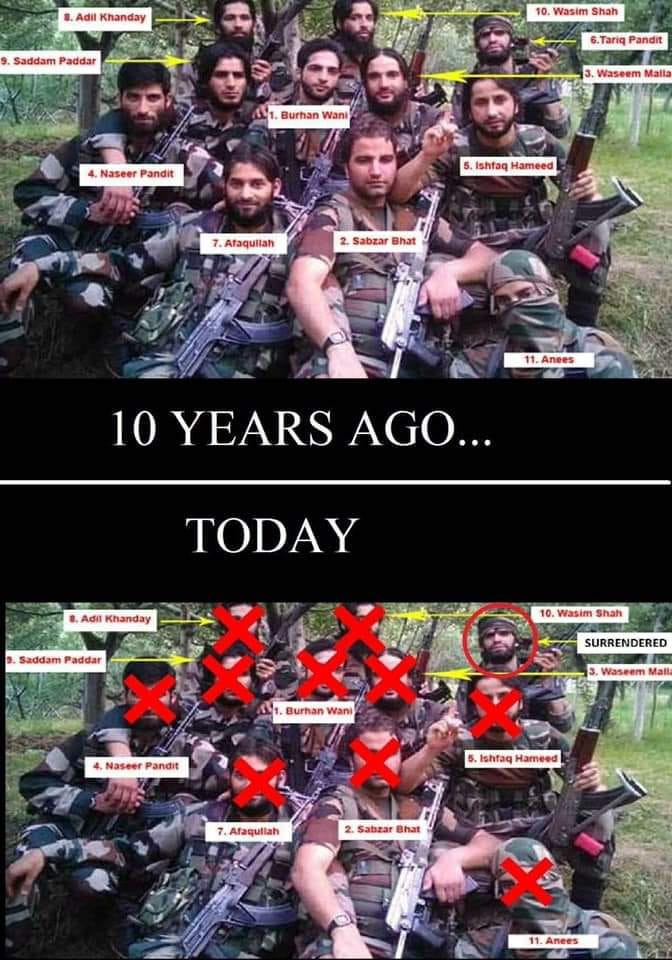 8. Adil Khanday
10. Wasim Shah
6.Tariq Pandit
9. Saddam Paddar
3. Waseem Malla
1. Burhan Wani
5. Ishfaq Hameed
4. Naseer Pandit
7. Afaqullah
2. Sabzar Bhat
11. Anees
10 YEARS AGO...
TODAY
8. Adil Khanday
10. Wasim Shah
SURRENDERED
9. Saddam Paddar
3. Waseem Malla
1. Burhan Wani
5. Ishfaq Hameed
4. Naseer Pandit
7. Afaqullah
2. Sabzar Bhat
11. Anees